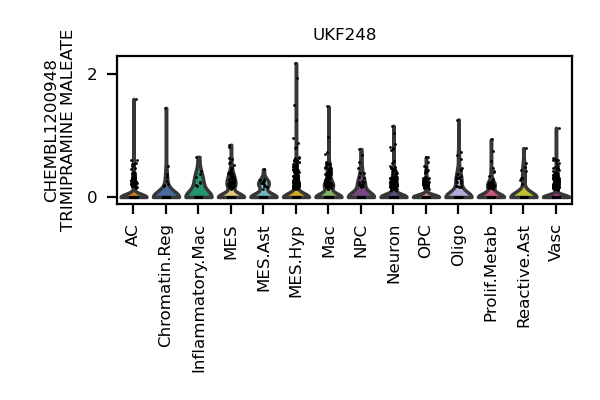 UKF248
CHEMBL1200948
TRIMIPRAMINE MALEATE
2
0
AC
Chromatin.Reg
Inflammatory.Mac
MES
MES.Ast
MES.Hyp
Mac
NPC
Neuron
OPC
Oligo
Prolif.Metab
Reactive.Ast
Vasc